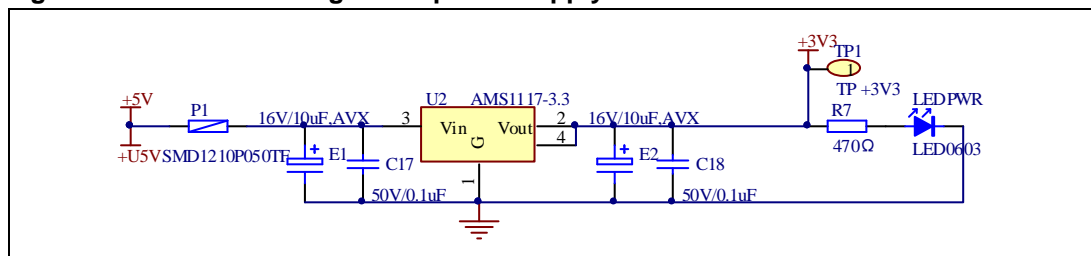 +3V3
TP1
1
TP +3V3
+5V
P1
U2
AMS1117-3.3
R7
LEDPWR
16V/10uF,AVX
3
Vin
G
Vout
2
4
16V/10uF,AVX
+U5V
SMD1210P050TF
E1
C17
E2
C18
470Ω
LED0603
1
50V/0.1uF
50V/0.1uF